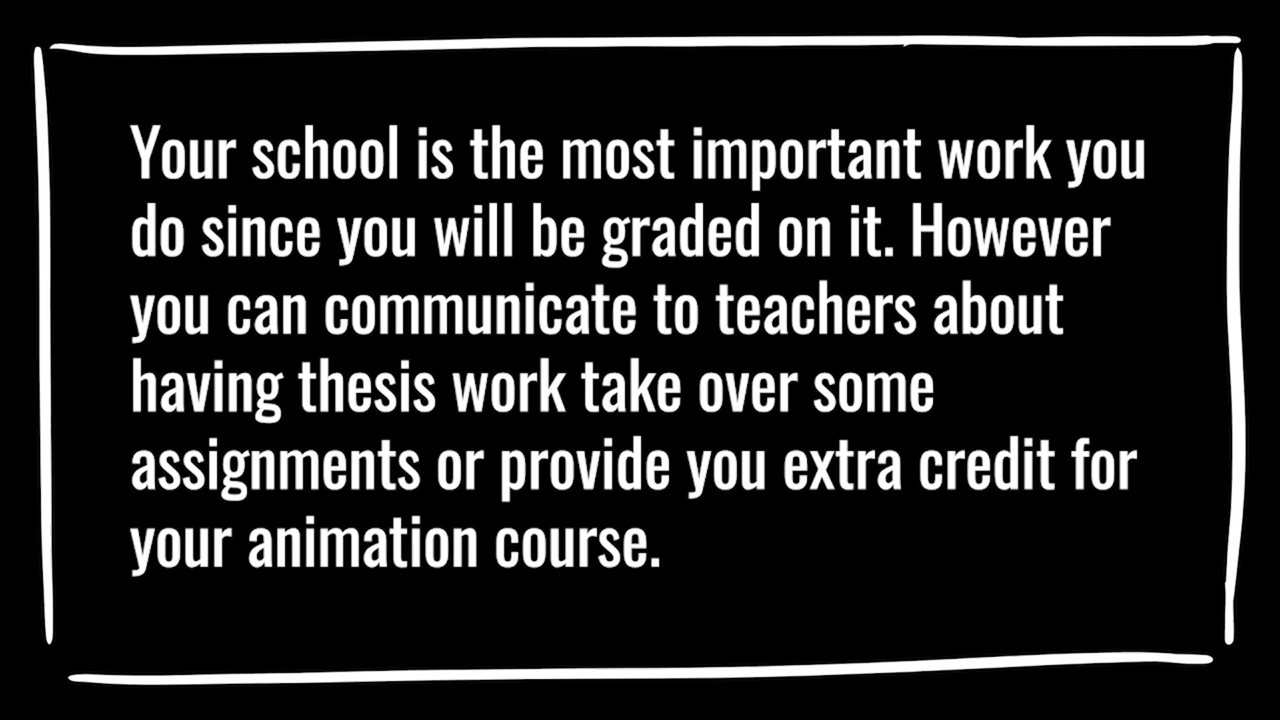 Your school is the most important work you
do since you will be graded on it. However
you can communicate to teachers about
having thesis work take over some
assignments or provide you extra credit for
your animation course.